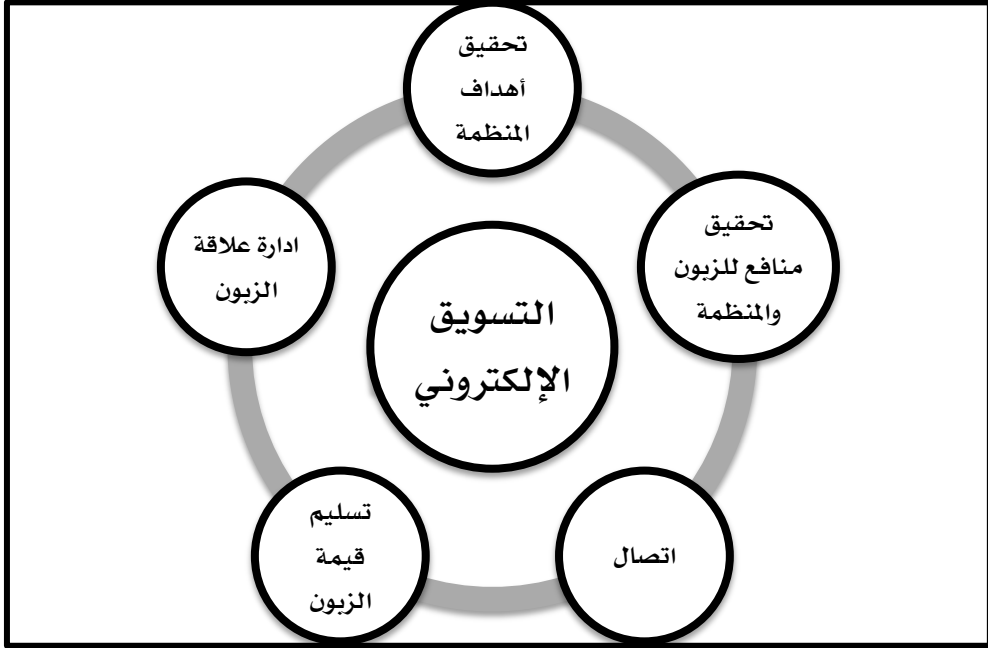 تحقيق
أهداف
المنظمة
تحقيق
منافع للزبون
والمنظمة
اتصال
تسليم
قيمة
الزبون
ادارة علاقة
الزبون
التسويق
الإلكتروني